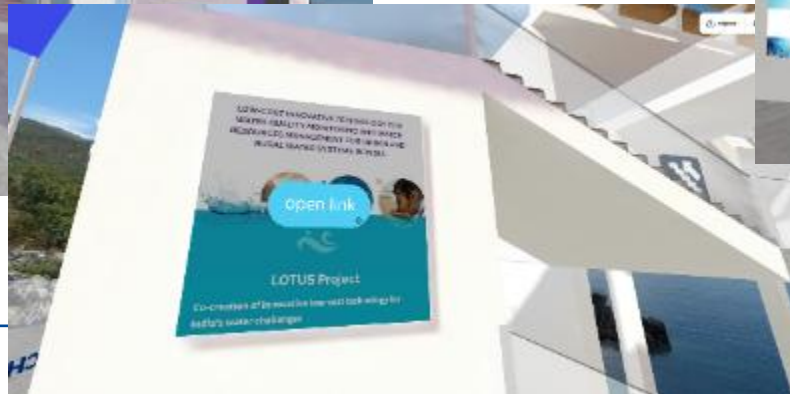 LOW-COST INNOVATIVE TECHNOLOGY FOR
WATER QUALITY MONITORING AND WATER
RESOURCES MANAGEMENT FOR URBAN AND
RURAL WATER SYSTEMS IN INDIA
open link
LOTUS Project
Co-creation of innovative low-cost technology for
India's water challenges